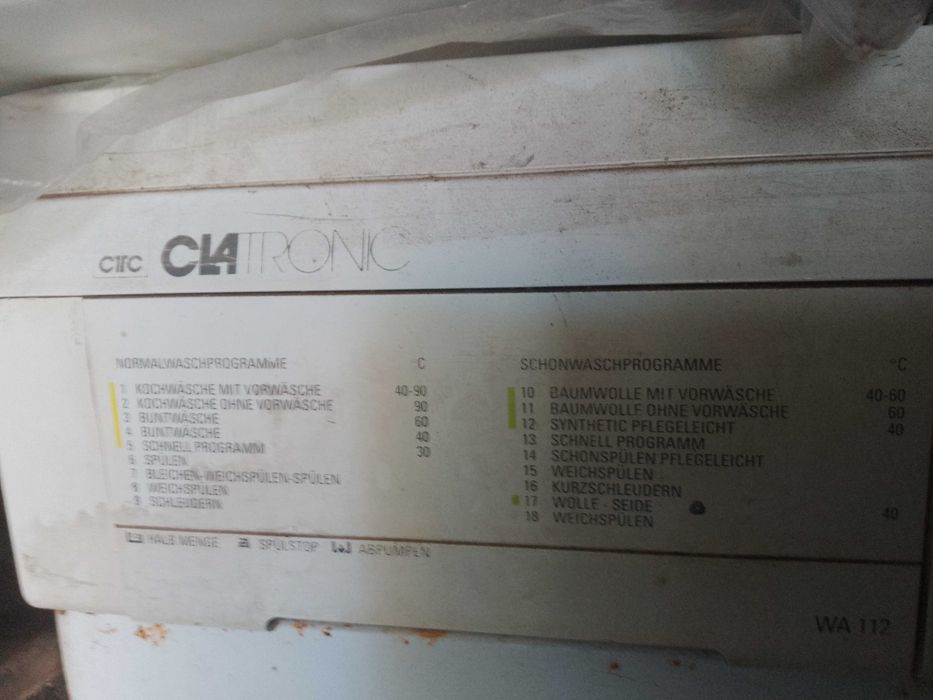 CTC CLATRONIC
NORMALWASCHPROGRAMME °C
1 KOCHWÄSCHE MIT VORWÄSCHE 40-90
2 KOCHWÄSCHE OHNE VORWÄSCHE 90
3 BUNTWÄSCHE 60
4 BUNTWÄSCHE 40
5 SCHNELL PROGRAMM 30
6 SPÜLEN
7 BLEICHEN-WEICHSPÜLEN-SPÜLEN
8 WEICHSPÜLEN
9 SCHLEUDERN
HALB MENGE SPÜLSTOP ABPUMPEN
SCHONWASCHPROGRAMME °C
10 BAUMWOLLE MIT VORWÄSCHE 40-60
11 BAUMWOLLE OHNE VORWÄSCHE 60
12 SYNTHETIC PFLEGELEICHT 40
13 SCHNELL PROGRAMM
14 SCHONSPÜLEN PFLEGELEICHT
15 WEICHSPÜLEN
16 KURZSCHLEUDERN
17 WOLLE - SEIDE 40
18 WEICHSPÜLEN
WA 112